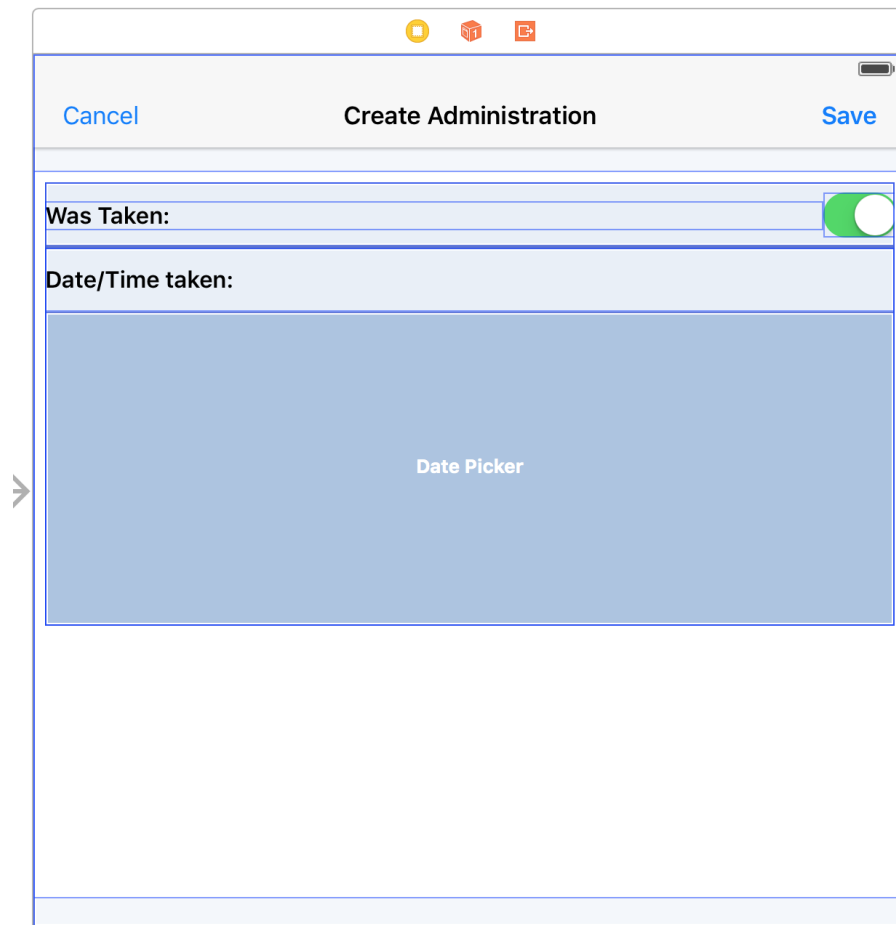 Cancel
Create Administration
Save
Was Taken:
Date/Time taken:
Date Picker